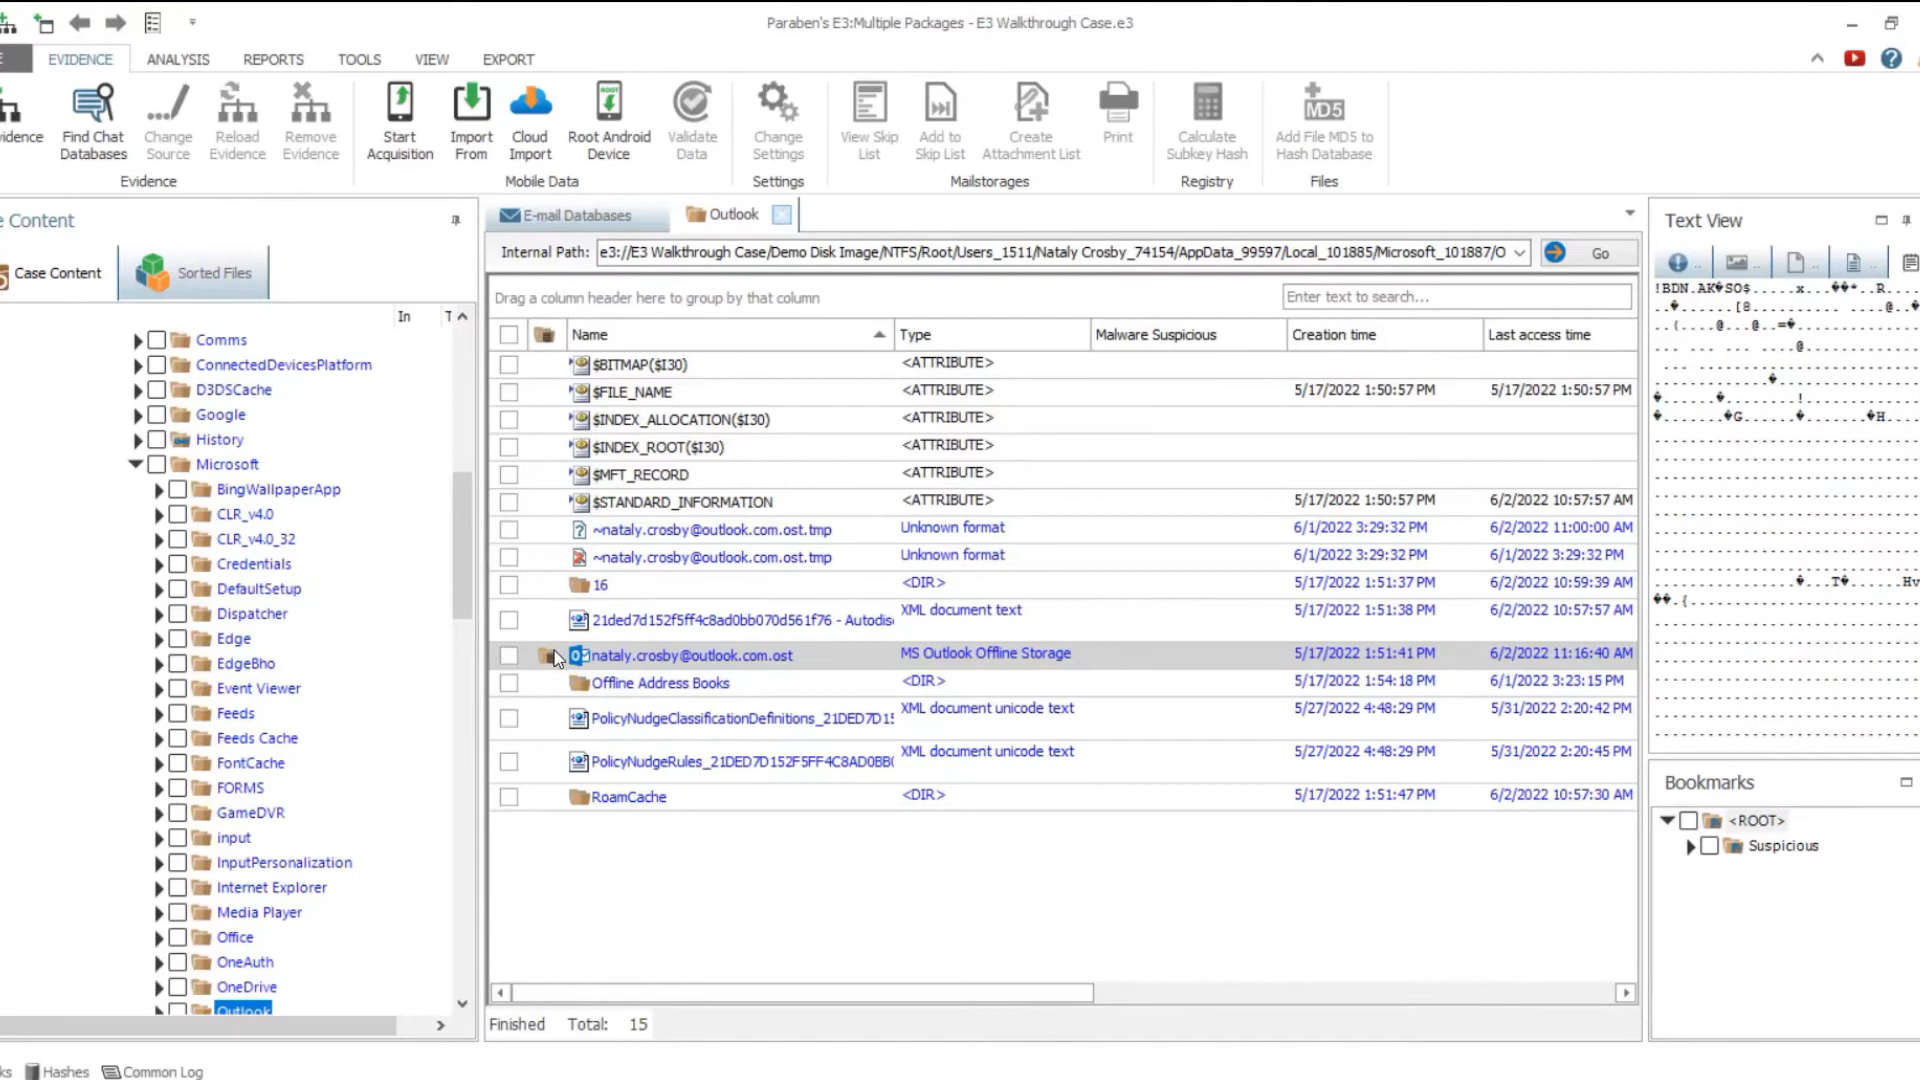 Paraben's E3:Multiple Packages - E3 Walkthrough Case.e3
EVIDENCE ANALYSIS REPORTS TOOLS VIEW EXPORT
Find Chat Databases
Change Source
Reload Evidence
Remove Evidence
Start Acquisition
Import From
Cloud Import
Root Android Device
Validate Data
Change Settings
View Skip List
Add to Skip List
Create Attachment List
Print
Calculate Subkey Hash
MD5
Add File MD5 to Hash Database
Evidence Mobile Data Settings Mailstorages Registry Files
Content
Case Content Sorted Files
In T
Comms
ConnectedDevicesPlatform
D3DSCache
Google
History
Microsoft
BingWallpaperApp
CLR_v4.0
CLR_v4.0_32
Credentials
DefaultSetup
Dispatcher
Edge
EdgeBho
Event Viewer
Feeds
Feeds Cache
FontCache
FORMS
GameDVR
input
InputPersonalization
Internet Explorer
Media Player
Office
OneAuth
OneDrive
Outlook
E-mail Databases Outlook
Internal Path: e3://E3 Walkthrough Case/Demo Disk Image/NTFS/Root/Users_1511/Nataly Crosby_74154/AppData_99597/Local_101885/Microsoft_101887/O Go
Drag a column header here to group by that column Enter text to search...
Name Type Malware Suspicious Creation time Last access time
$BITMAP($I30) <ATTRIBUTE>
$FILE_NAME <ATTRIBUTE> 5/17/2022 1:50:57 PM 5/17/2022 1:50:57 PM
$INDEX_ALLOCATION($I30) <ATTRIBUTE>
$INDEX_ROOT($I30) <ATTRIBUTE>
$MFT_RECORD <ATTRIBUTE>
$STANDARD_INFORMATION <ATTRIBUTE> 5/17/2022 1:50:57 PM 6/2/2022 10:57:57 AM
~nataly.crosby@outlook.com.ost.tmp Unknown format 6/1/2022 3:29:32 PM 6/2/2022 11:00:00 AM
~nataly.crosby@outlook.com.ost.tmp Unknown format 6/1/2022 3:29:32 PM 6/1/2022 3:29:32 PM
16 <DIR> 5/17/2022 1:51:37 PM 6/2/2022 10:59:39 AM
21ded7d152f5ff4c8ad0bb070d561f76 - Autodisc XML document text 5/17/2022 1:51:38 PM 6/2/2022 10:57:57 AM
nataly.crosby@outlook.com.ost MS Outlook Offline Storage 5/17/2022 1:51:41 PM 6/2/2022 11:16:40 AM
Offline Address Books <DIR> 5/17/2022 1:54:18 PM 6/1/2022 3:23:15 PM
PolicyNudgeClassificationDefinitions_21DED7D15 XML document unicode text 5/27/2022 4:48:29 PM 5/31/2022 2:20:42 PM
PolicyNudgeRules_21DED7D152F5FF4C8AD0BB0 XML document unicode text 5/27/2022 4:48:29 PM 5/31/2022 2:20:45 PM
RoamCache <DIR> 5/17/2022 1:51:47 PM 6/2/2022 10:57:30 AM
Finished Total: 15
Text View
Bookmarks
<ROOT>
Suspicious
Hashes Common Log